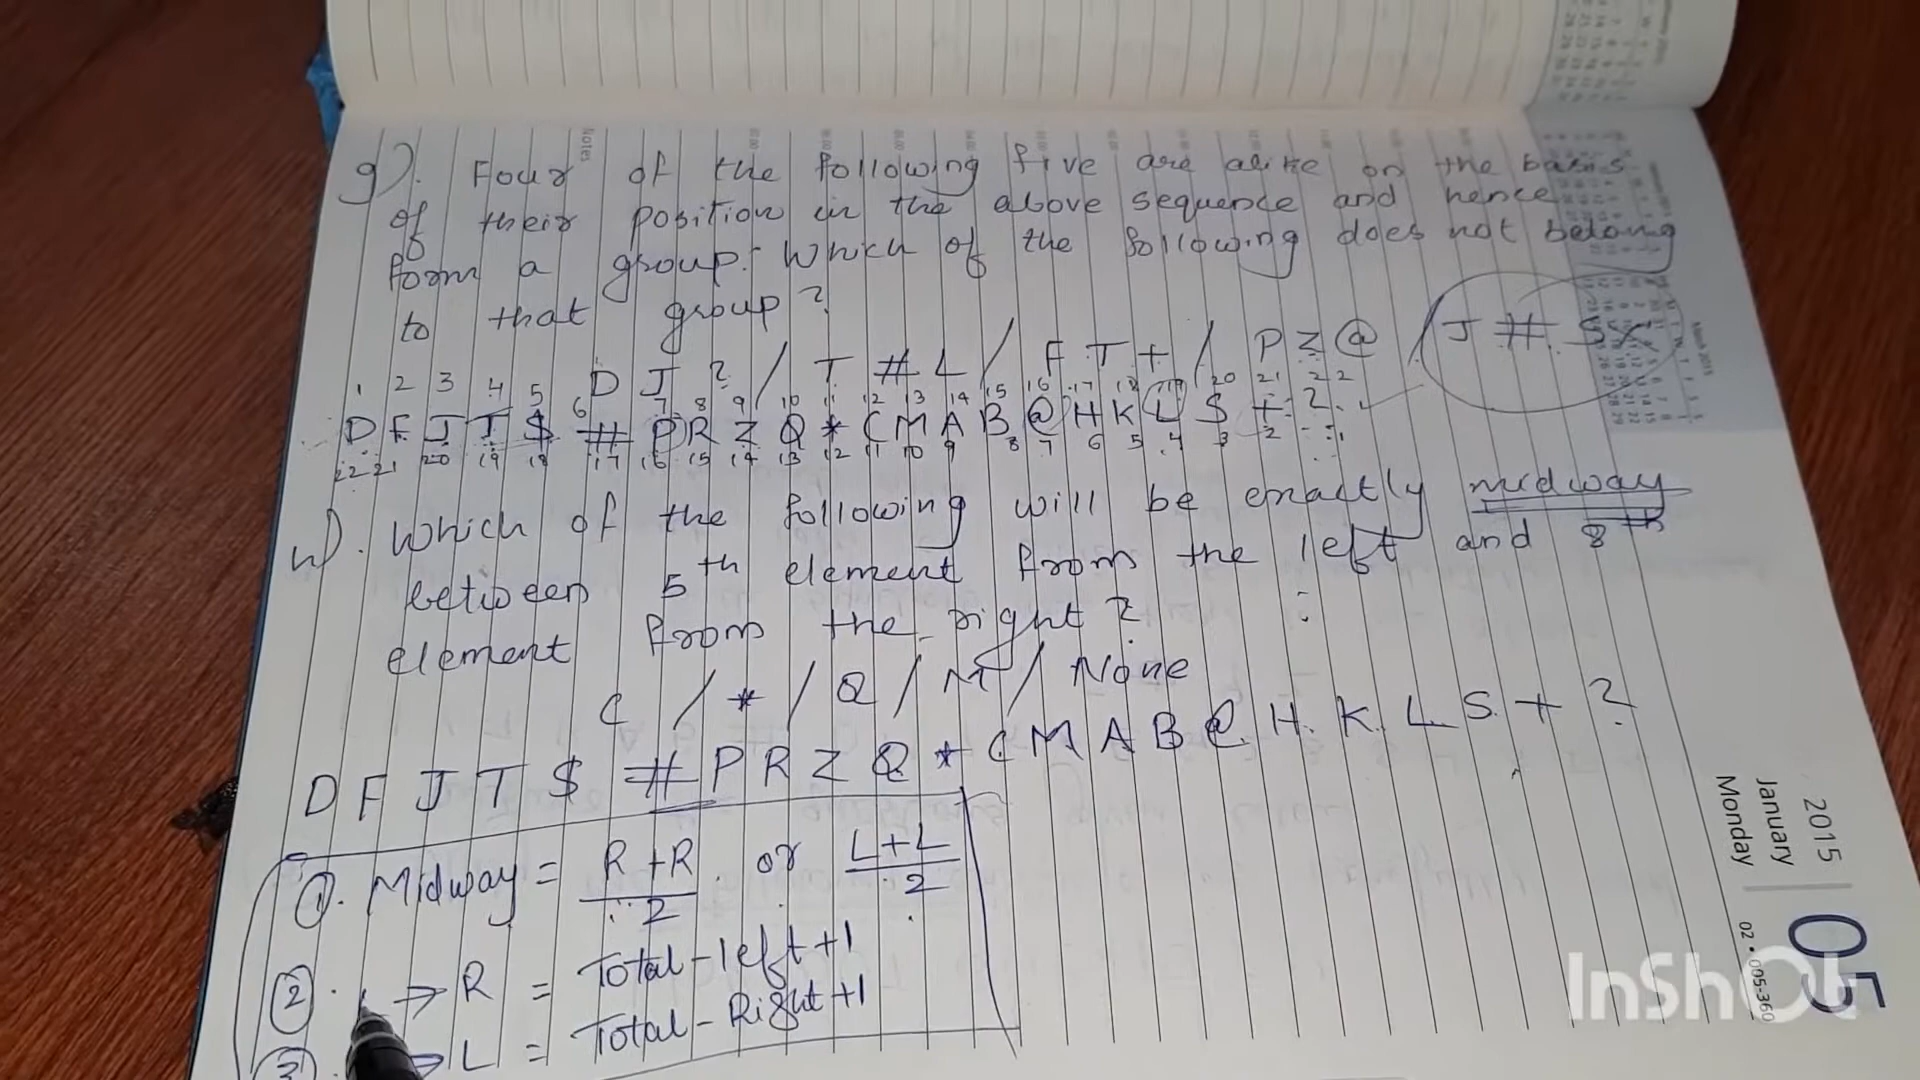 g). Four of the following five are alike on the basis
of their position in the above sequence and hence
form a group. Which of the following does not belong
to that group?
D J ? / T # L / F T + / P Z @ / J # S
1 2 3 4 5 6 7 8 9 10 11 12 13 14 15 16 17 18 19 20 21 22
D F J T $ # P R Z Q * C M A B @ H K L S + ?
22 21 20 19 18 17 16 15 14 13 12 11 10 9 8 7 6 5 4 3 2 1
h). Which of the following will be exactly midway
between 5th element from the left and 8th
element from the right?
C / * / Q / M / None
D F J T $ # P R Z Q * C M A B @ H K L S + ?
①. Midway = R + R / 2 or L + L / 2
②. → R = Total - left + 1
③. → L = Total - Right + 1
Notes
2015
January
Monday
05
02 • 005-360
InShOt